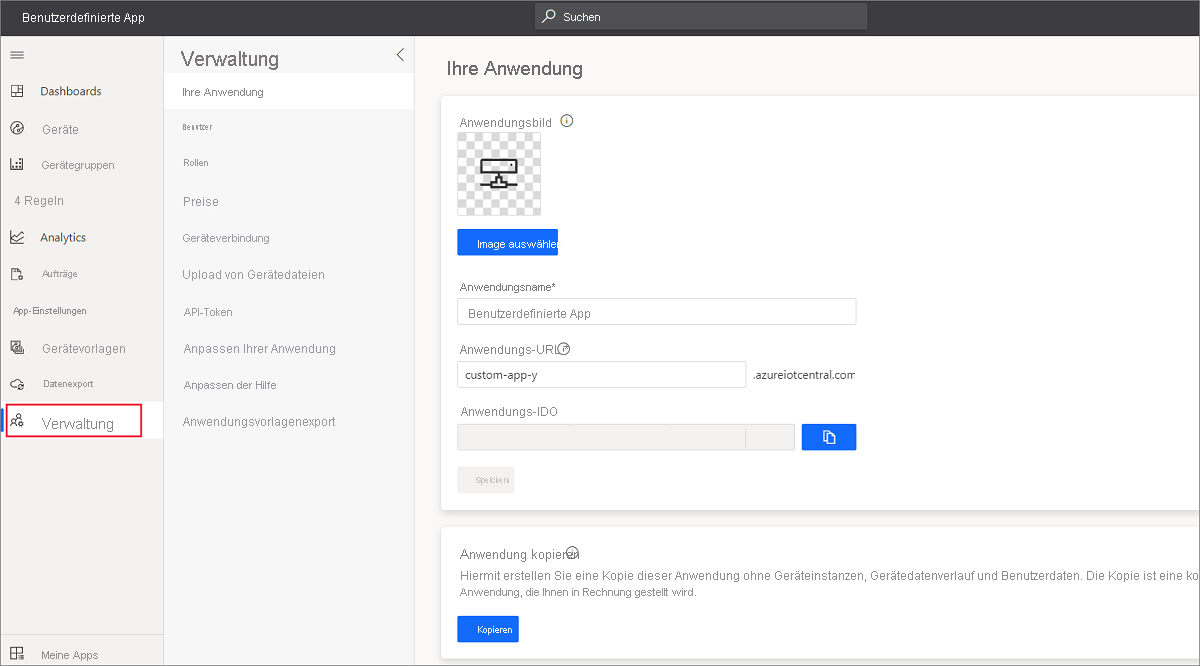 Benutzerdefinierte App
Suchen
Dashboards
Geräte
Gerätegruppen
4 Regeln
Analytics
Aufträge
App-Einstellungen
Gerätevorlagen
Datenexport
Verwaltung
Meine Apps
Verwaltung
Ihre Anwendung
Benutzer
Rollen
Preise
Geräteverbindung
Upload von Gerätedateien
API-Token
Anpassen Ihrer Anwendung
Anpassen der Hilfe
Anwendungsvorlagenexport
Ihre Anwendung
Anwendungsbild
Image auswählen
Anwendungsname*
Benutzerdefinierte App
Anwendungs-URL
custom-app-y .azureiotcentral.com
Anwendungs-IDO
Speichern
Anwendung kopieren
Hiermit erstellen Sie eine Kopie dieser Anwendung ohne Geräteinstanzen, Gerätedatenverlauf und Benutzerdaten. Die Kopie ist eine ko
Anwendung, die Ihnen in Rechnung gestellt wird.
Kopieren